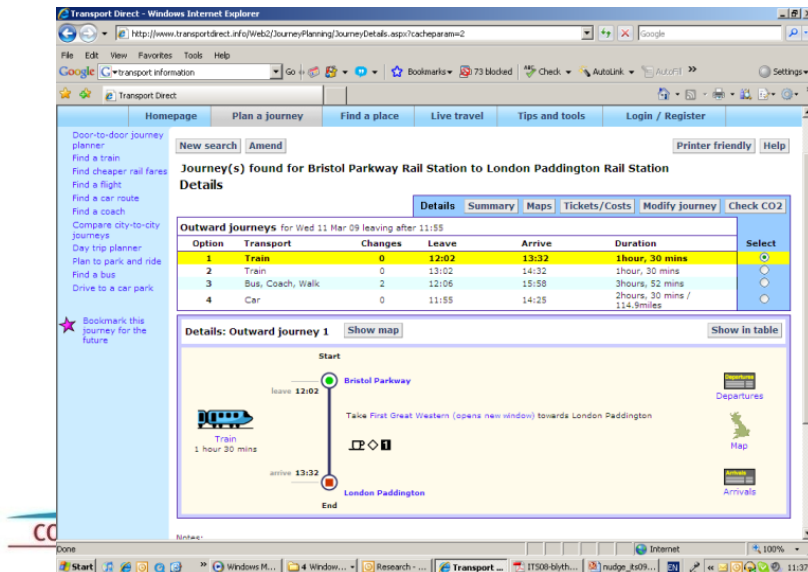 Transport Direct - Windows Internet Explorer
http://www.transportdirect.info/Web2/JourneyPlanning/JourneyDetails.aspx?cacheparam=2
Google
File Edit View Favorites Tools Help
Google transport information Go Bookmarks 73 blocked Check AutoLink AutoFill Settings
Transport Direct
Homepage Plan a journey Find a place Live travel Tips and tools Login / Register
Door-to-door journey
planner
Find a train
Find cheaper rail fares
Find a flight
Find a car route
Find a coach
Compare city-to-city
journeys
Day trip planner
Plan to park and ride
Find a bus
Drive to a car park
Bookmark this
journey for the
future
New search Amend Printer friendly Help
Journey(s) found for Bristol Parkway Rail Station to London Paddington Rail Station
Details
Details Summary Maps Tickets/Costs Modify journey Check CO2
Outward journeys for Wed 11 Mar 09 leaving after 11:55
Option Transport Changes Leave Arrive Duration Select
1 Train 0 12:02 13:32 1hour, 30 mins
2 Train 0 13:02 14:32 1hour, 30 mins
3 Bus, Coach, Walk 2 12:06 15:58 3hours, 52 mins
4 Car 0 11:55 14:25 2hours, 30 mins /
114.9miles
Details: Outward journey 1 Show map Show in table
Start
leave 12:02 Bristol Parkway
Departures
Departures
Take First Great Western (opens new window) towards London Paddington
Train
1 hour 30 mins
1
Map
arrive 13:32
London Paddington
Arrivals
Arrivals
End
Notes:
CO
Done Internet 100%
Start Windows M... 4 Window... Research - ... Transport ... ITS08-blyth... nudge_its09... EN 11:3